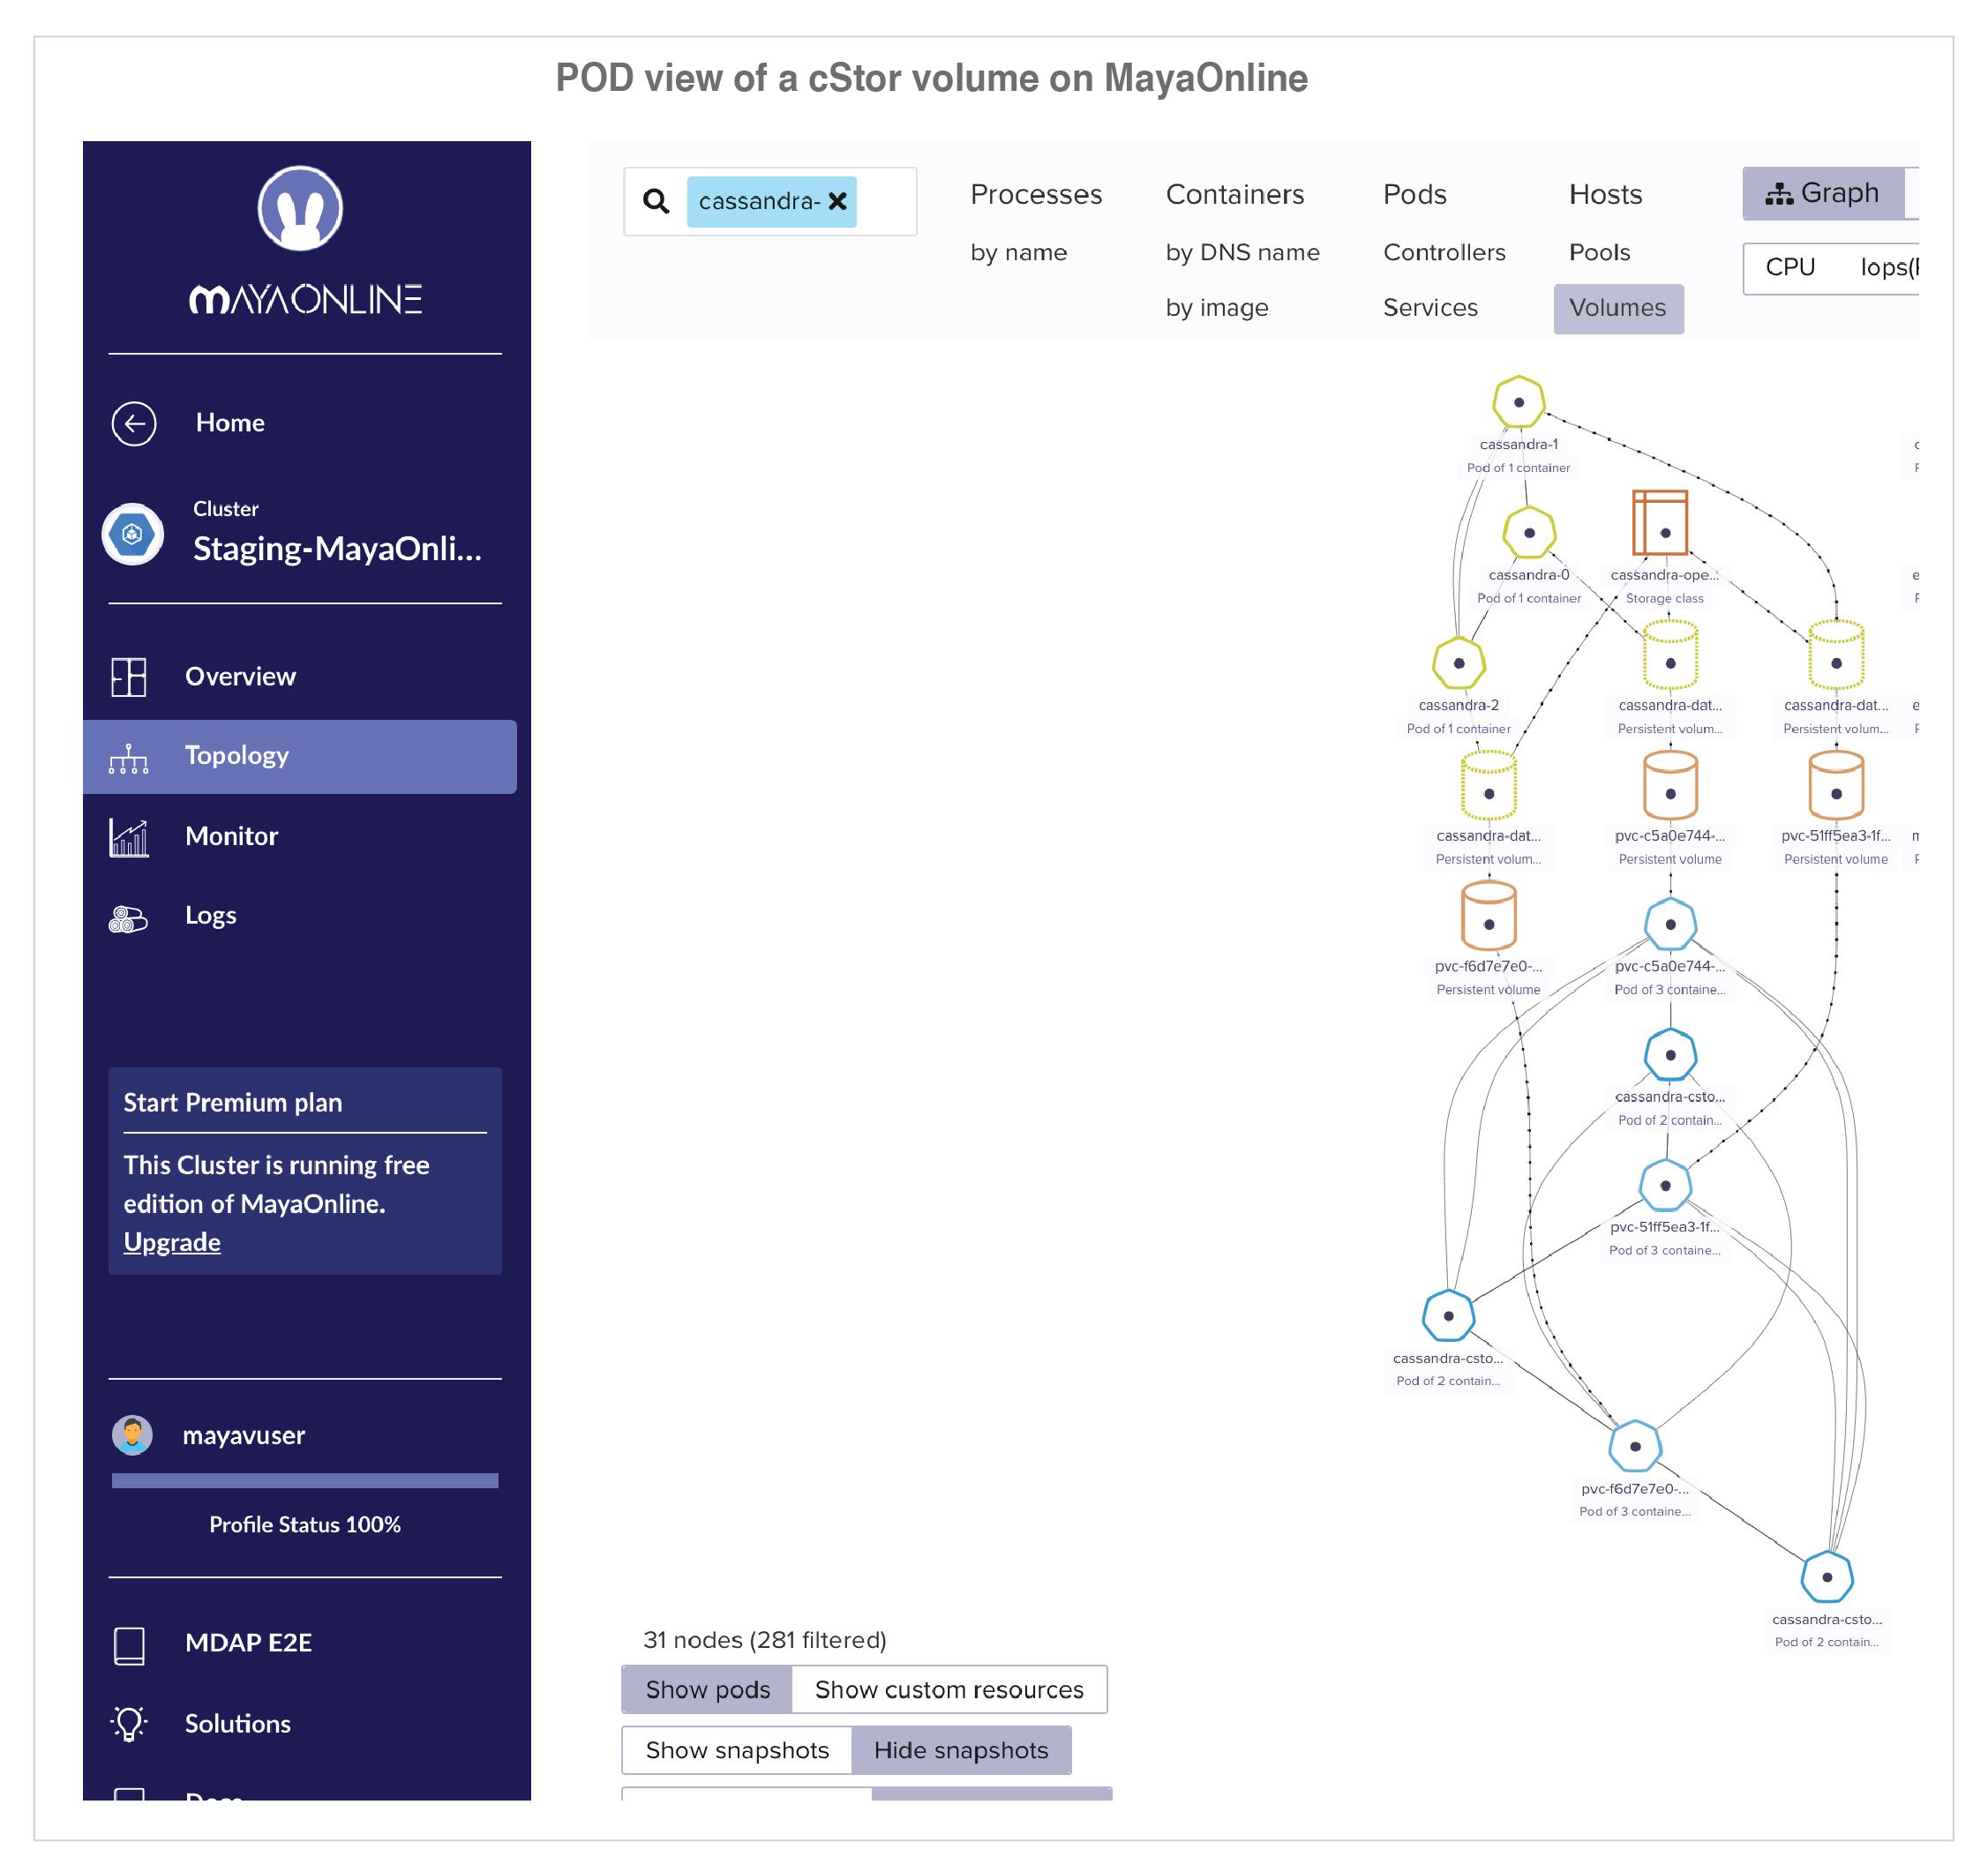 POD view of a cStor volume on MayaOnline
MAYAONLINE
Home
Cluster
Staging-MayaOnli...
Overview
Topology
Monitor
Logs
Start Premium plan
This Cluster is running free
edition of MayaOnline.
Upgrade
mayavuser
Profile Status 100%
MDAP E2E
Solutions
cassandra-
Processes
by name
Containers
by DNS name
by image
Pods
Controllers
Services
Hosts
Pools
Volumes
Graph
CPU
cassandra-1
Pod of 1 container
cassandra-0
Pod of 1 container
cassandra-ope...
Storage class
cassandra-2
Pod of 1 container
cassandra-dat...
Persistent volum...
cassandra-dat...
Persistent volum...
cassandra-dat...
Persistent volum...
pvc-c5a0e744-...
Persistent volume
pvc-51ff5ea3-1f...
Persistent volume
pvc-f6d7e7e0-...
Persistent volume
pvc-c5a0e744-...
Pod of 3 containe...
cassandra-csto...
Pod of 2 contain...
pvc-51ff5ea3-1f...
Pod of 3 containe...
cassandra-csto...
Pod of 2 contain...
pvc-f6d7e7e0-...
Pod of 3 containe...
cassandra-csto...
Pod of 2 contain...
31 nodes (281 filtered)
Show pods
Show custom resources
Show snapshots
Hide snapshots